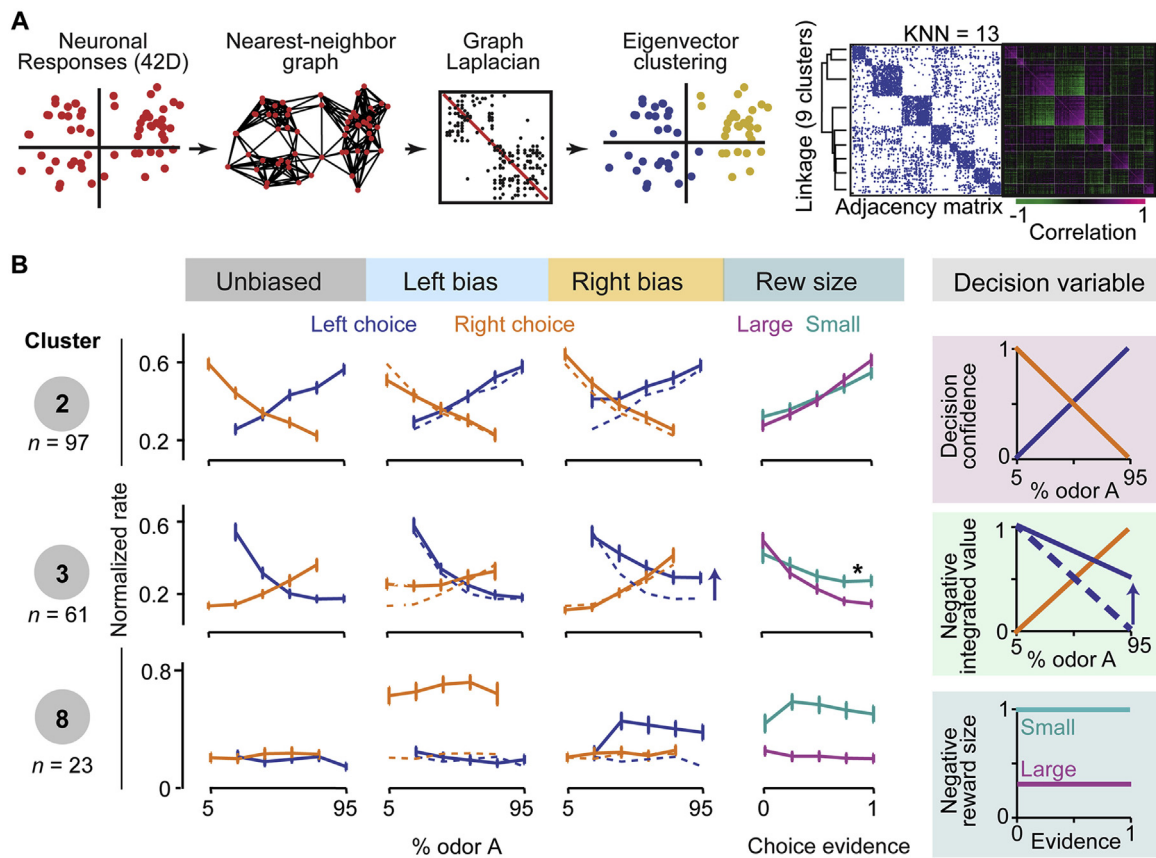 A
Neuronal
Responses (42D)
Nearest-neighbor
graph
Graph
Laplacian
Eigenvector
clustering
Linkage (9 clusters)
KNN = 13
Adjacency matrix
-1
1
Correlation
B
Unbiased
Left bias
Right bias
Rew size
Decision variable
Left choice
Right choice
Large
Small
Cluster
2
n = 97
3
n = 61
8
n = 23
Normalized rate
0.6
0.2
0.6
0.2
*
0.8
0
5
95
5
95
5
95
0
1
% odor A
Choice evidence
Decision
confidence
1
0
5
95
% odor A
Negative
integrated value
1
0
5
95
% odor A
Negative
reward size
1
0
Small
Large
0
Evidence
1